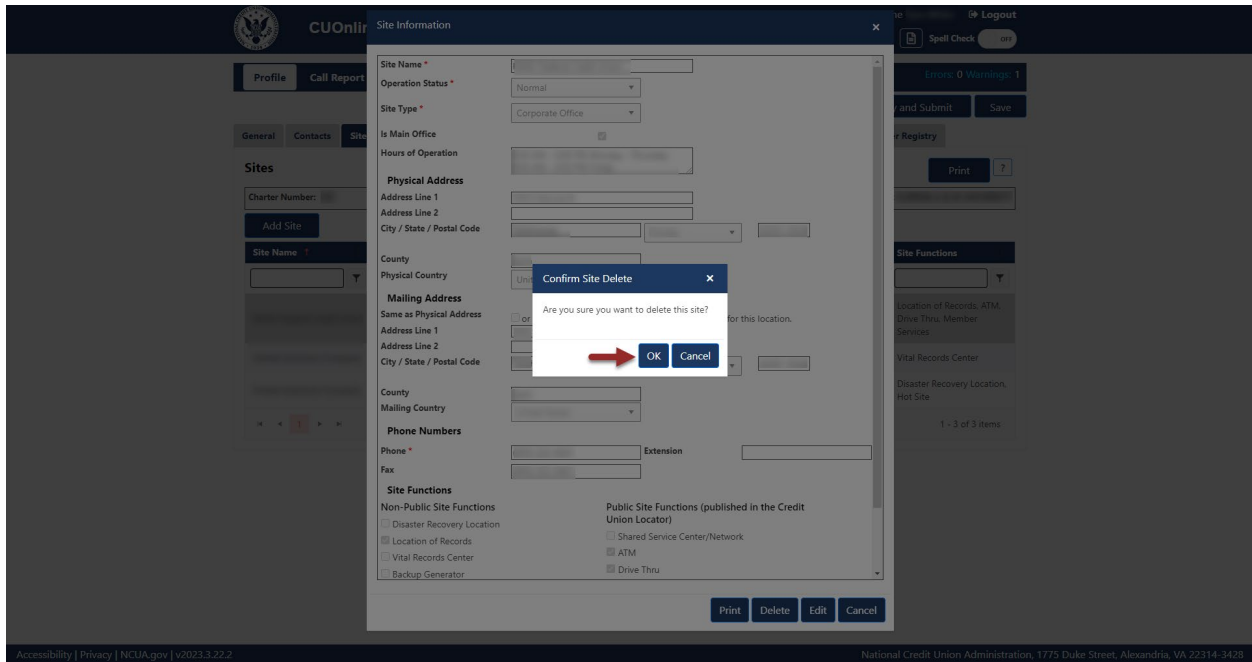 CUOnlin
ne
Logout
Spell Check OFF
Profile Call Report
Errors: 0 Warnings: 1
y and Submit Save
General Contacts Site
r Registry
Sites
Print ?
Charter Number:
Add Site
Site Name ↑
Site Functions
Location of Records, ATM,
Drive Thru, Member
Services
Vital Records Center
Disaster Recovery Location,
Hot Site
1
1 - 3 of 3 items
Site Information ×
Site Name *
Operation Status * Normal
Site Type * Corporate Office
Is Main Office
Hours of Operation
Physical Address
Address Line 1
Address Line 2
City / State / Postal Code
County
Physical Country Unit
Mailing Address
Same as Physical Address or for this location.
Address Line 1
Address Line 2
City / State / Postal Code
County
Mailing Country
Phone Numbers
Phone * Extension
Fax
Site Functions
Non-Public Site Functions
Disaster Recovery Location
Location of Records
Vital Records Center
Backup Generator
Public Site Functions (published in the Credit
Union Locator)
Shared Service Center/Network
ATM
Drive Thru
Print Delete Edit Cancel
Confirm Site Delete ×
Are you sure you want to delete this site?
OK Cancel
Accessibility | Privacy | NCUA.gov | v2023.3.22.2
National Credit Union Administration, 1775 Duke Street, Alexandria, VA 22314-3428